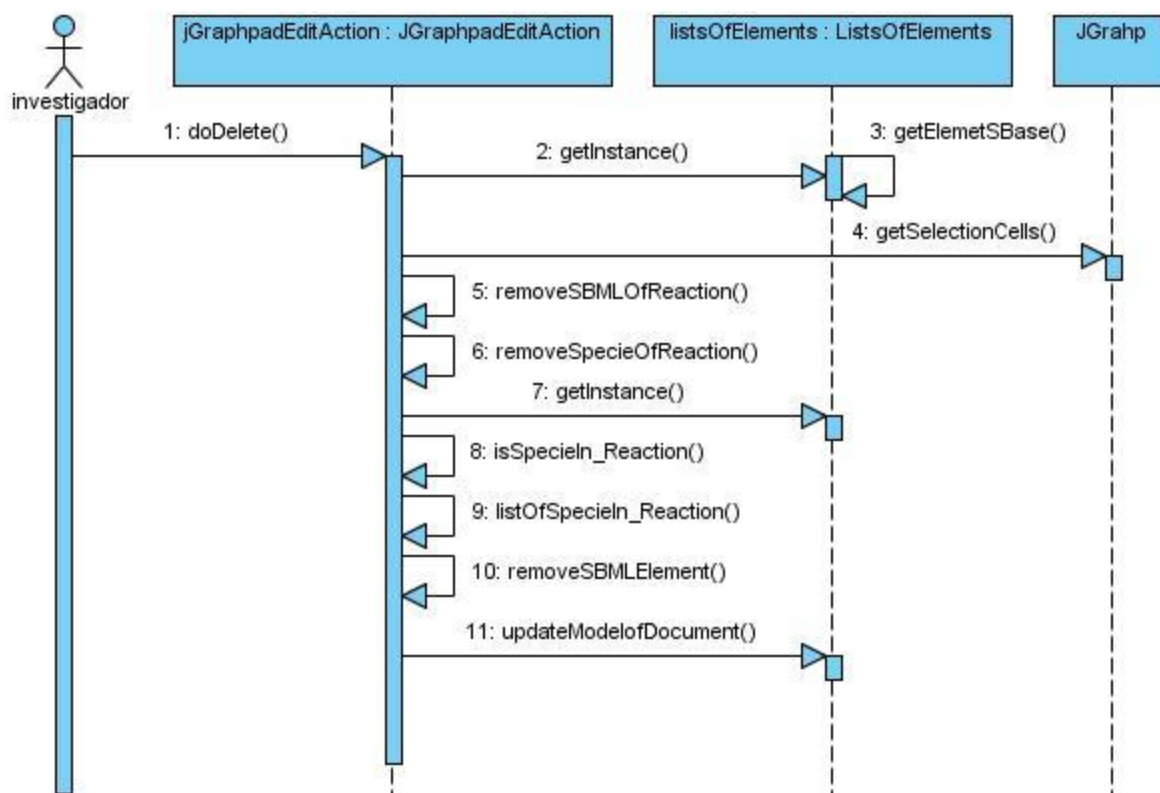 jGraphpadEditAction : JGraphpadEditAction
listsOfElements : ListsOfElements
JGrahp
investigador
1: doDelete()
2: getInstance()
3: getElemetSBase()
4: getSelectionCells()
5: removeSBMLOfReaction()
6: removeSpecieOfReaction()
7: getInstance()
8: isSpecieIn_Reaction()
9: listOfSpecieIn_Reaction()
10: removeSBMLElement()
11: updateModelofDocument()